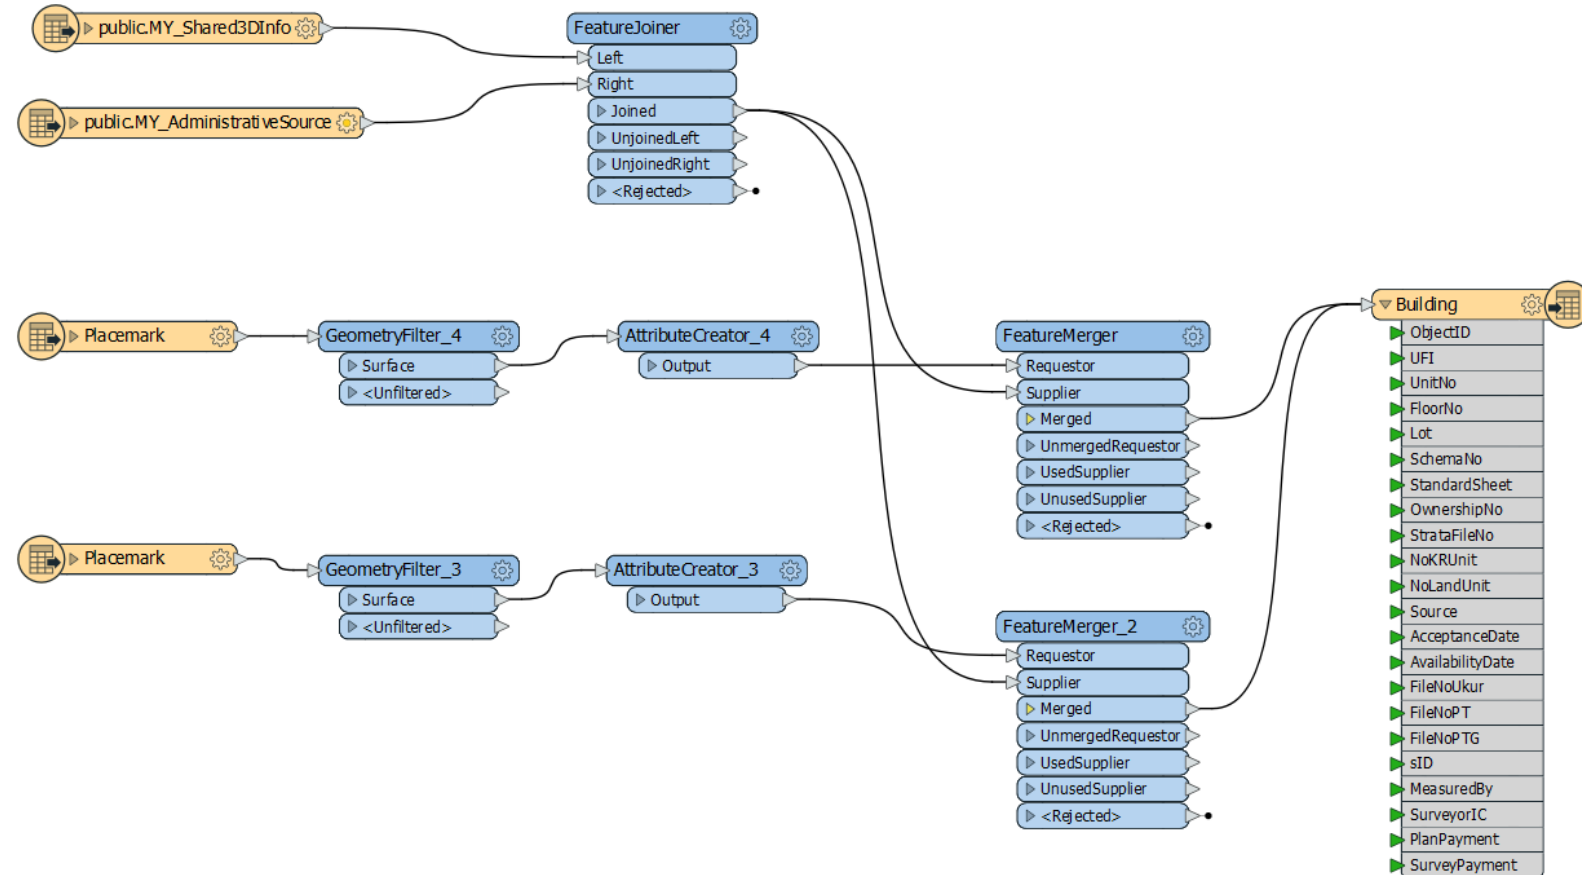 public.MY_Shared3DInfo
FeatureJoiner
Left
Right
Joined
UnjoinedLeft
UnjoinedRight
<Rejected>
public.MY_AdministrativeSource
Placemark
GeometryFilter_4
Surface
<Unfiltered>
AttributeCreator_4
Output
FeatureMerger
Requestor
Supplier
Merged
UnmergedRequestor
UsedSupplier
UnusedSupplier
<Rejected>
Placemark
GeometryFilter_3
Surface
<Unfiltered>
AttributeCreator_3
Output
FeatureMerger_2
Requestor
Supplier
Merged
UnmergedRequestor
UsedSupplier
UnusedSupplier
<Rejected>
Building
ObjectID
UFI
UnitNo
FloorNo
Lot
SchemaNo
StandardSheet
OwnershipNo
StrataFileNo
NoKRUnit
NoLandUnit
Source
AcceptanceDate
AvailabilityDate
FileNoUkur
FileNoPT
FileNoPTG
sID
MeasuredBy
SurveyorIC
PlanPayment
SurveyPayment